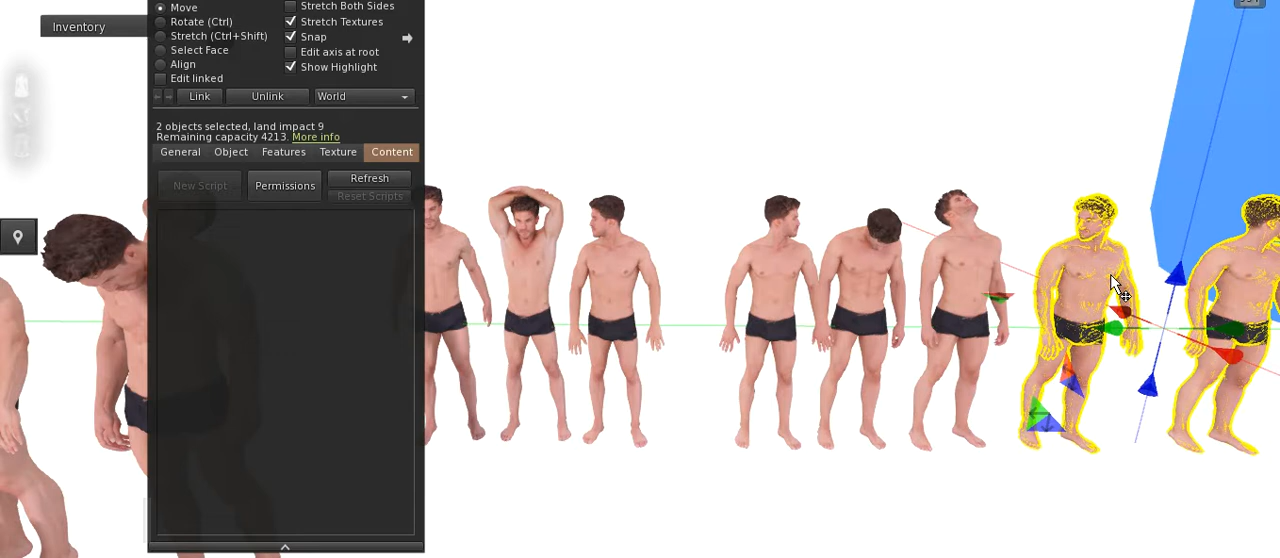 Inventory
Move
Rotate (Ctrl)
Stretch (Ctrl+Shift)
Select Face
Align
Edit linked
Stretch Both Sides
Stretch Textures
Snap
Edit axis at root
Show Highlight
Link Unlink World
2 objects selected, land impact 9
Remaining capacity 4213. More info
General Object Features Texture Content
New Script Permissions Refresh
Reset Scripts